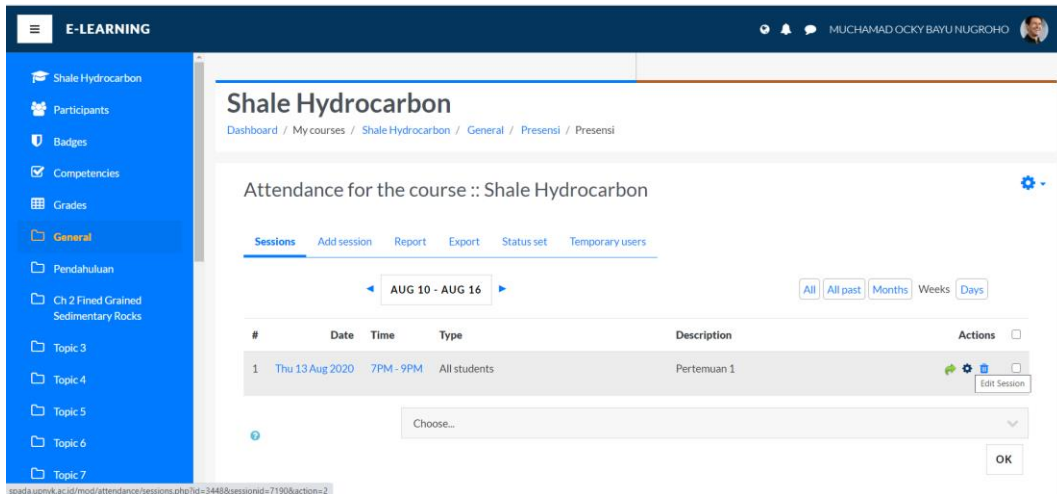 E-LEARNING
MUCHAMAD OCKY BAYU NUGROHO
Shale Hydrocarbon
Participants
Badges
Competencies
Grades
General
Pendahuluan
Ch 2 Fined Grained
Sedimentary Rocks
Topic 3
Topic 4
Topic 5
Topic 6
Topic 7
Shale Hydrocarbon
Dashboard / My courses / Shale Hydrocarbon / General / Presensi / Presensi
Attendance for the course :: Shale Hydrocarbon
Sessions Add session Report Export Status set Temporary users
AUG 10 - AUG 16 All All past Months Weeks Days
# Date Time Type Description Actions
1 Thu 13 Aug 2020 7PM - 9PM All students Pertemuan 1
Edit Session
Choose...
OK
spada.upnyk.ac.id/mod/attendance/sessions.php?id=3448&sessionid=7190&action=2